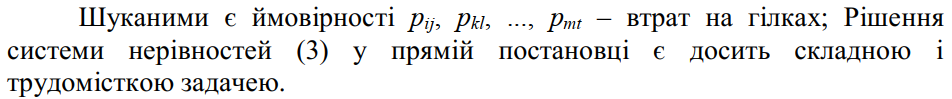 Шуканими є ймовірності pij, pkl, ..., pmt – втрат на гілках; Рішення
системи нерівностей (3) у прямій постановці є досить складною і
трудомісткою задачею.